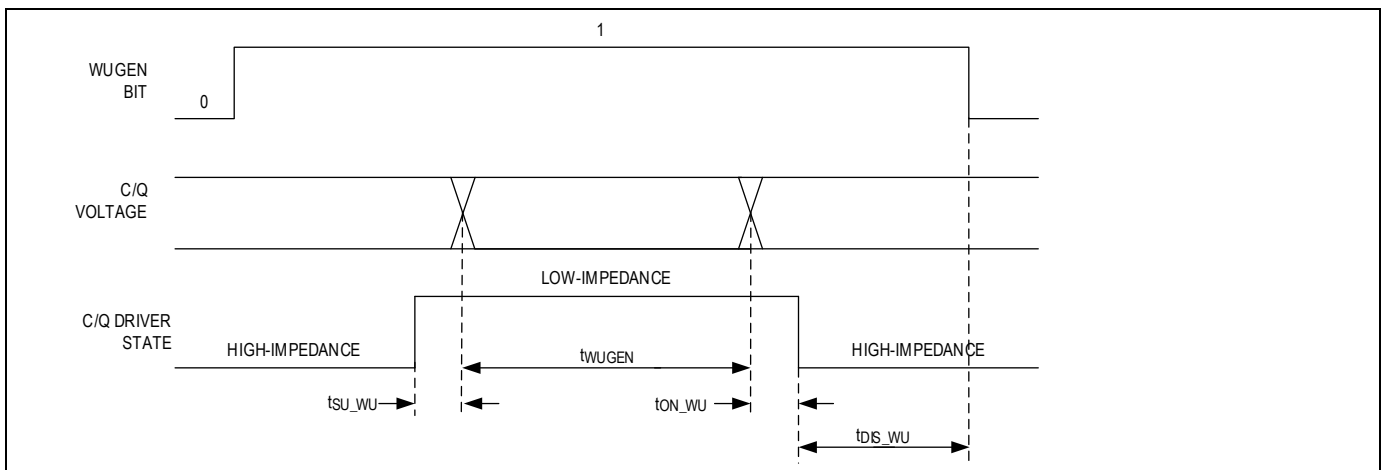 1
WUGEN
BIT
0
C/Q
VOLTAGE
LOW-IMPEDANCE
C/Q DRIVER
STATE
HIGH-IMPEDANCE
tWUGEN
HIGH-IMPEDANCE
tSU_WU
tON_WU
tDIS_WU